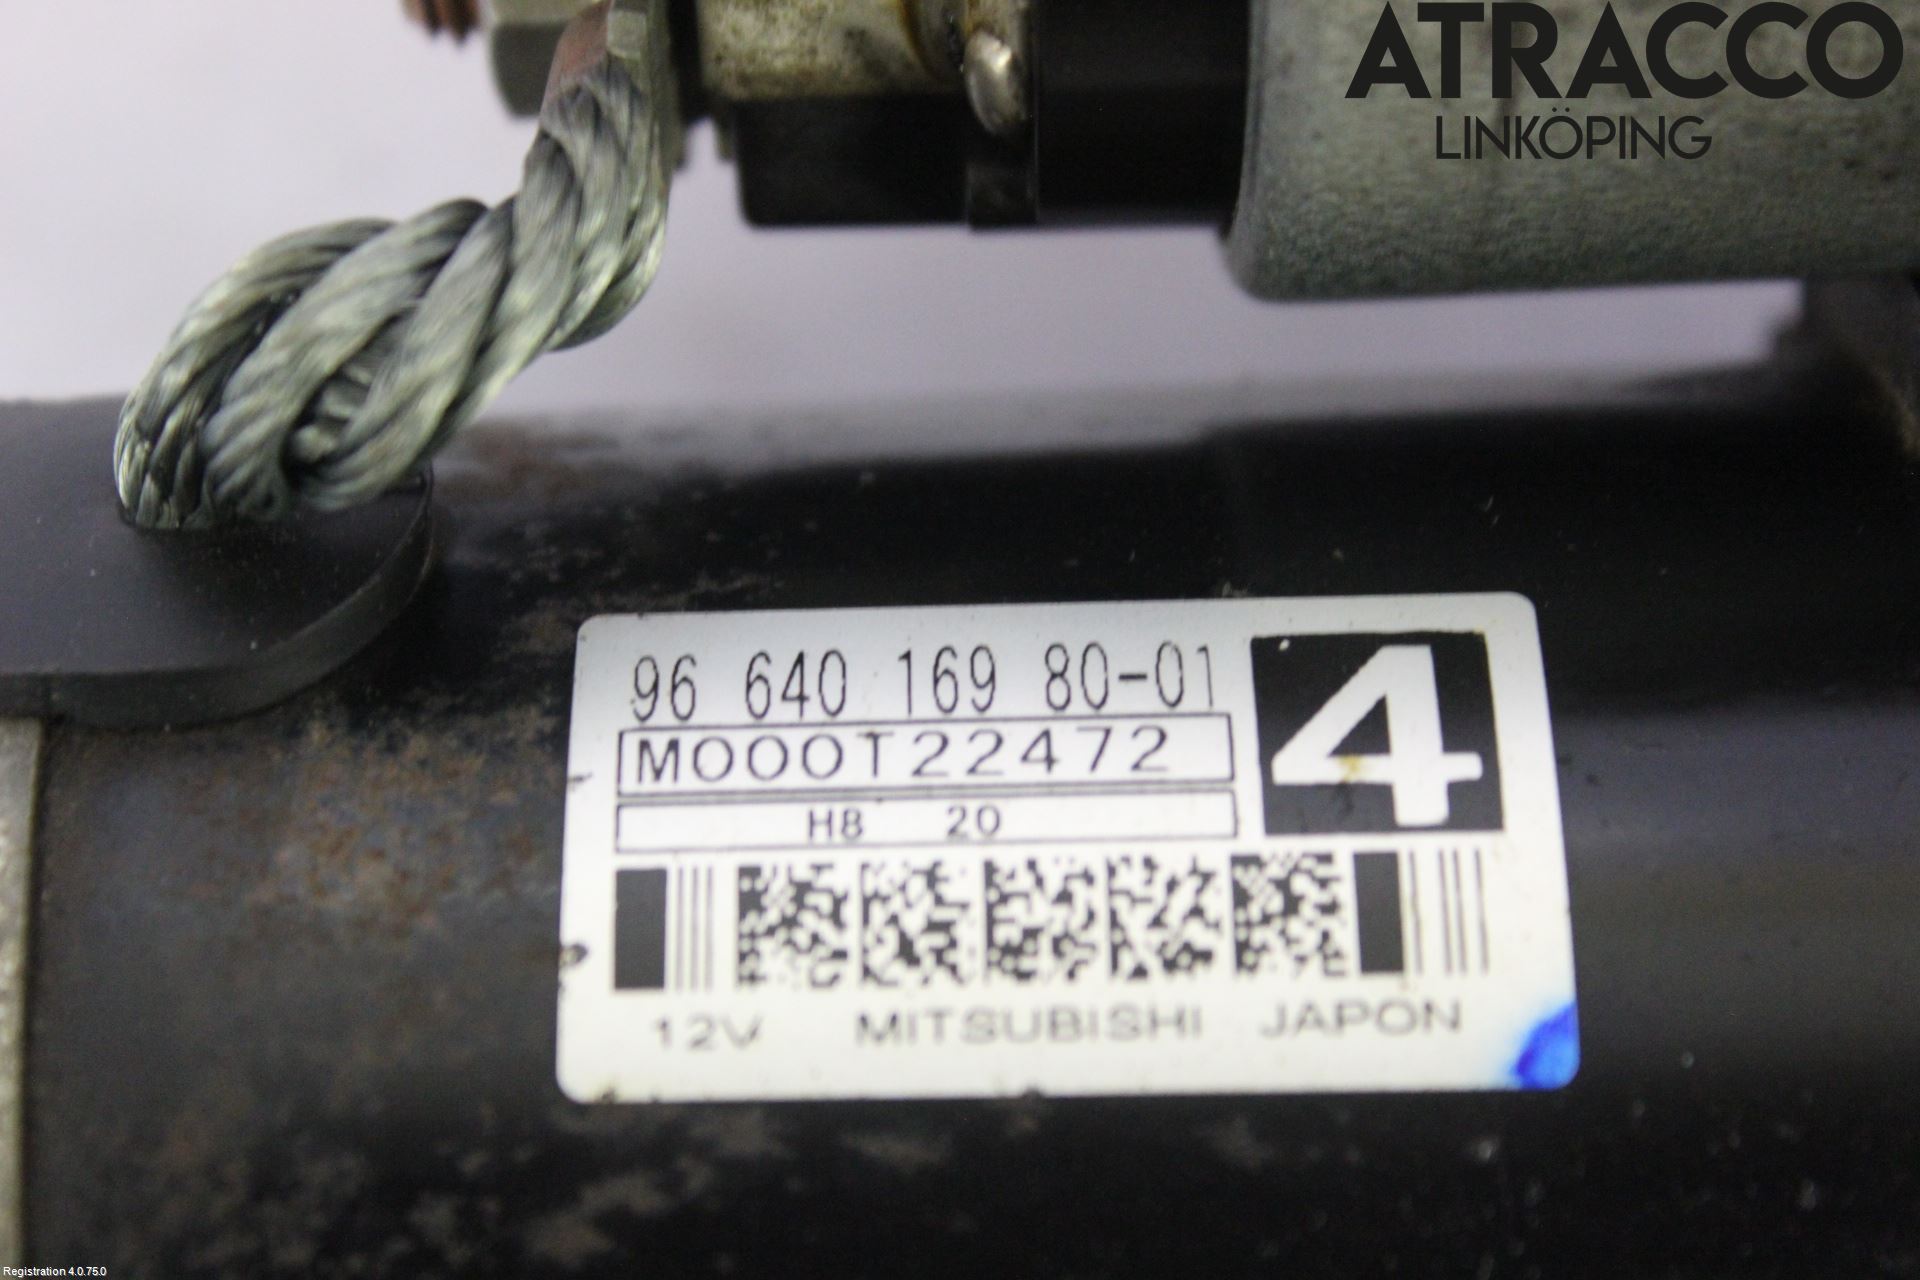 ATRACCO
LINKÖPING
96 640 169 80-01
M000T22472
4
H8 20
12V MITSUBISHI JAPON
Registration 4.0.75.0